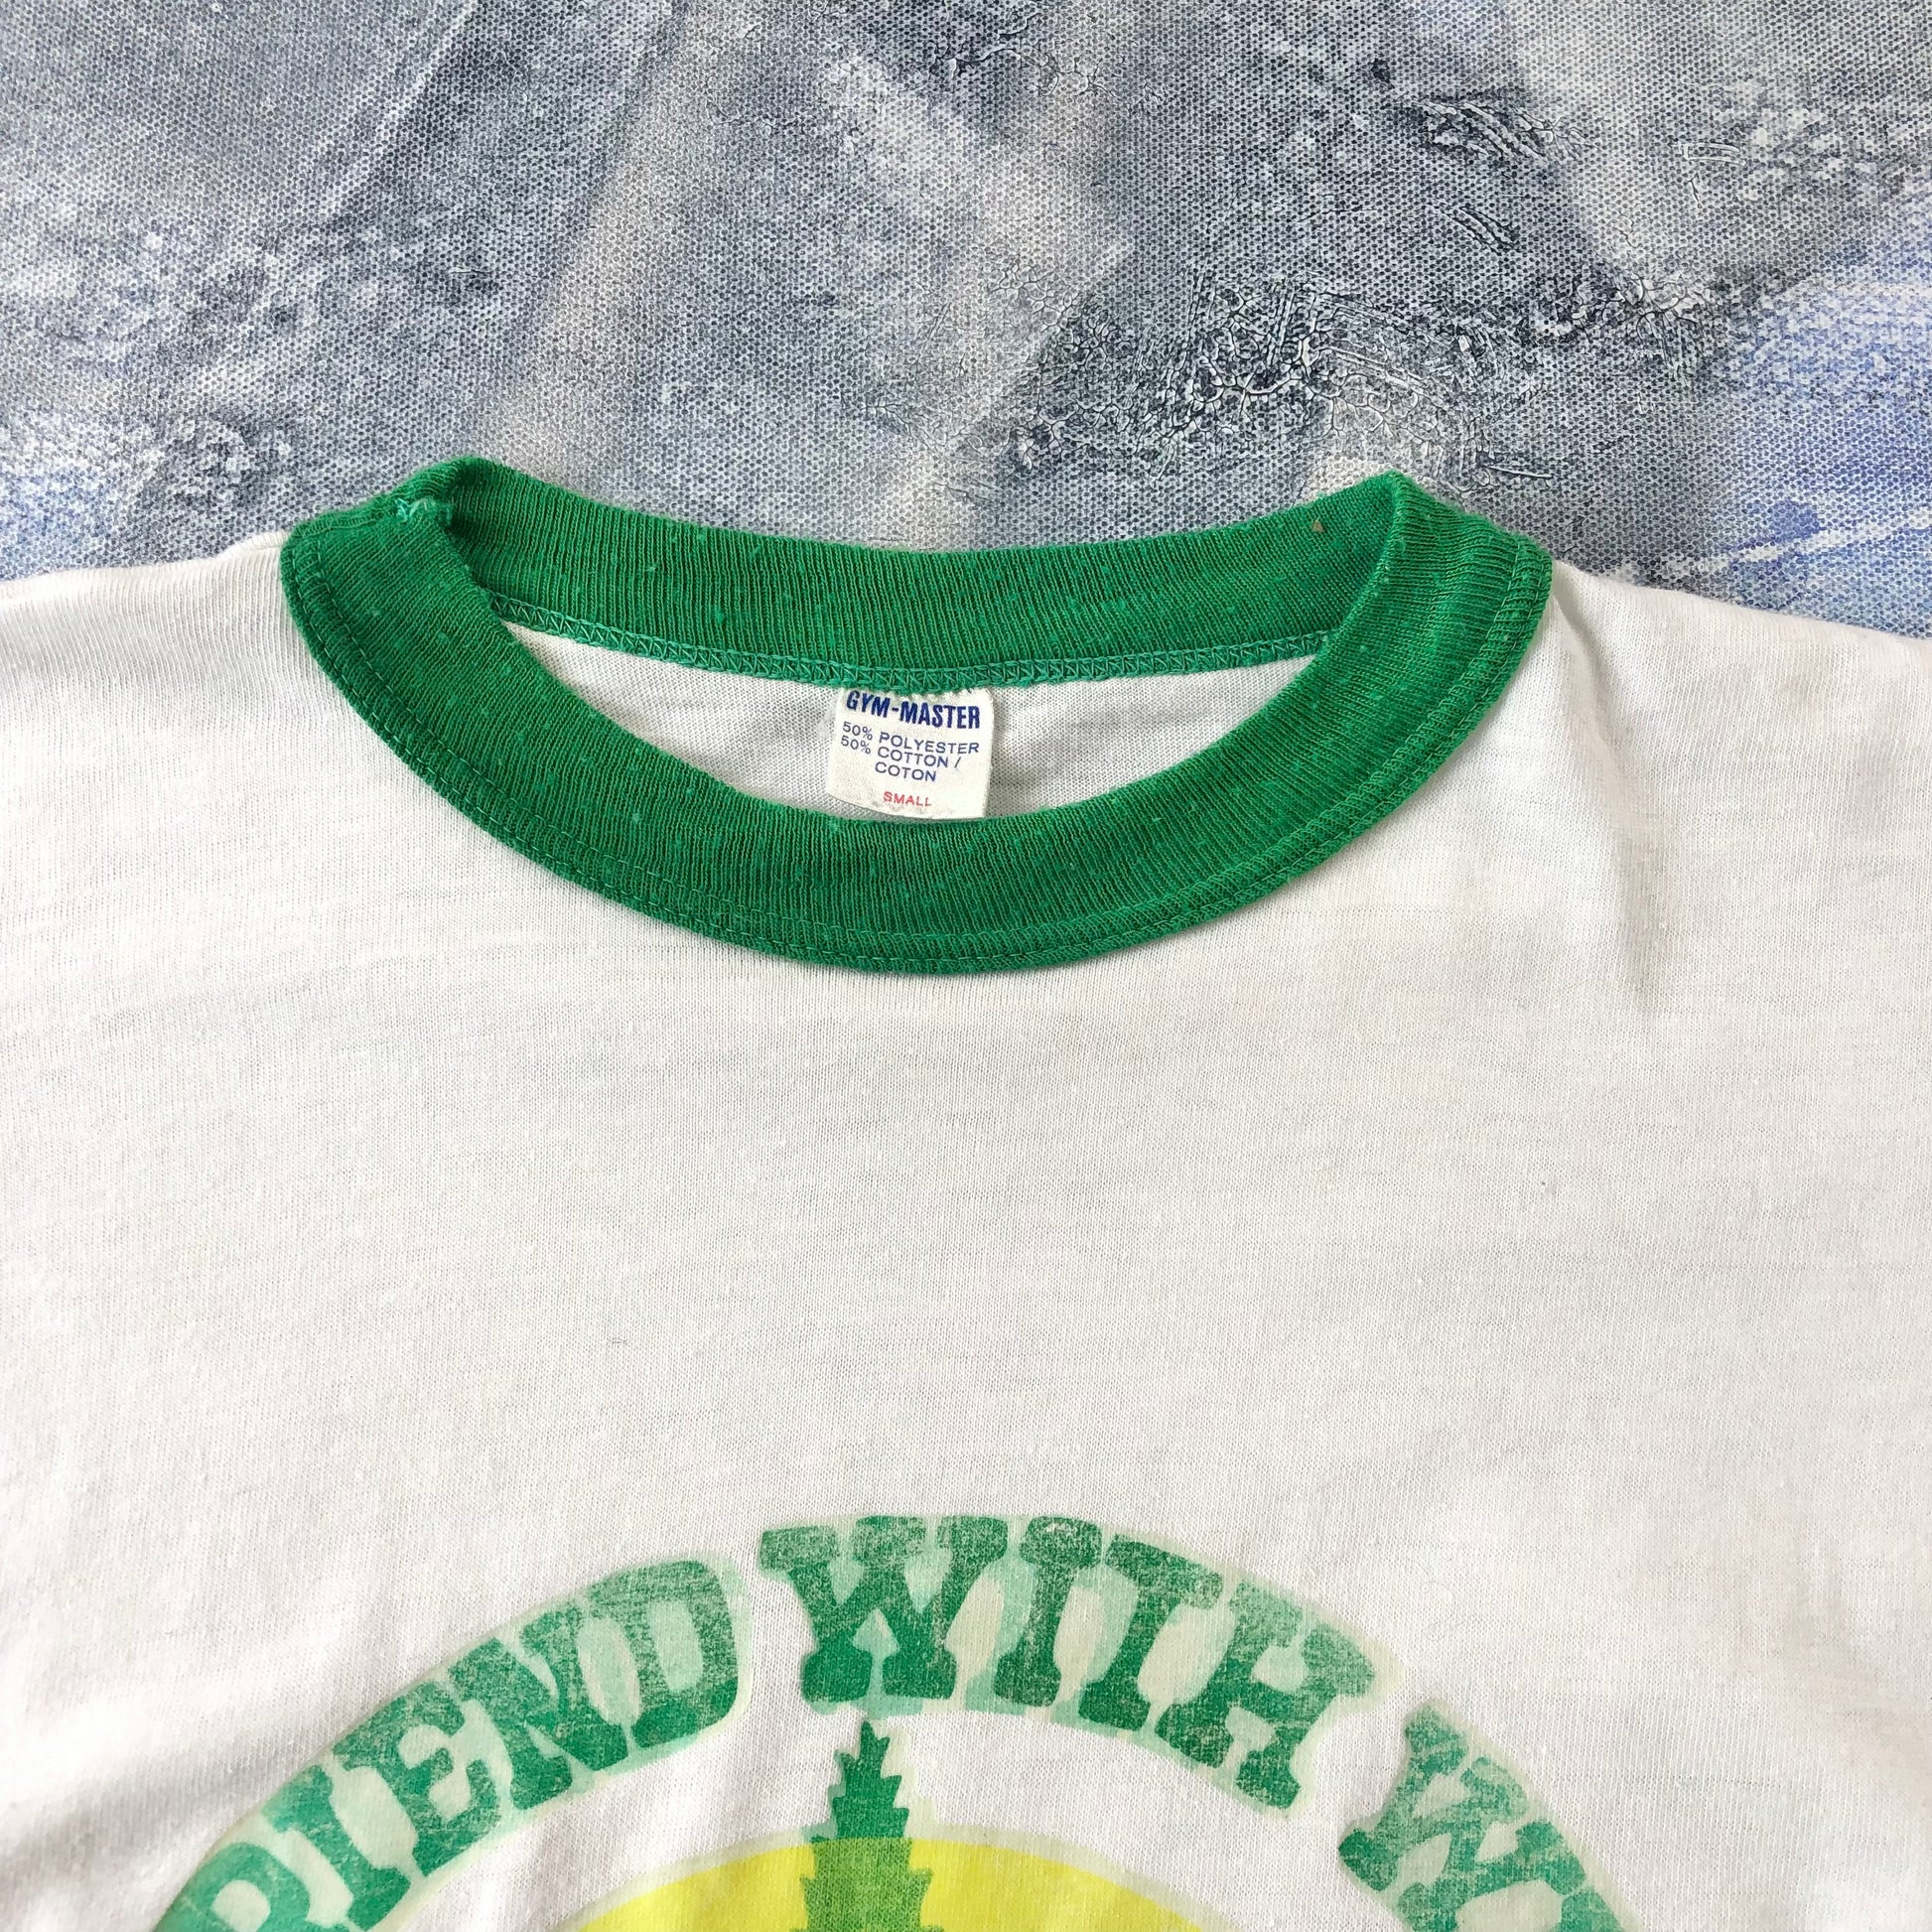 GYM-MASTER
50% POLYESTER
50% COTTON /
COTON
SMALL
RIEND WITH W